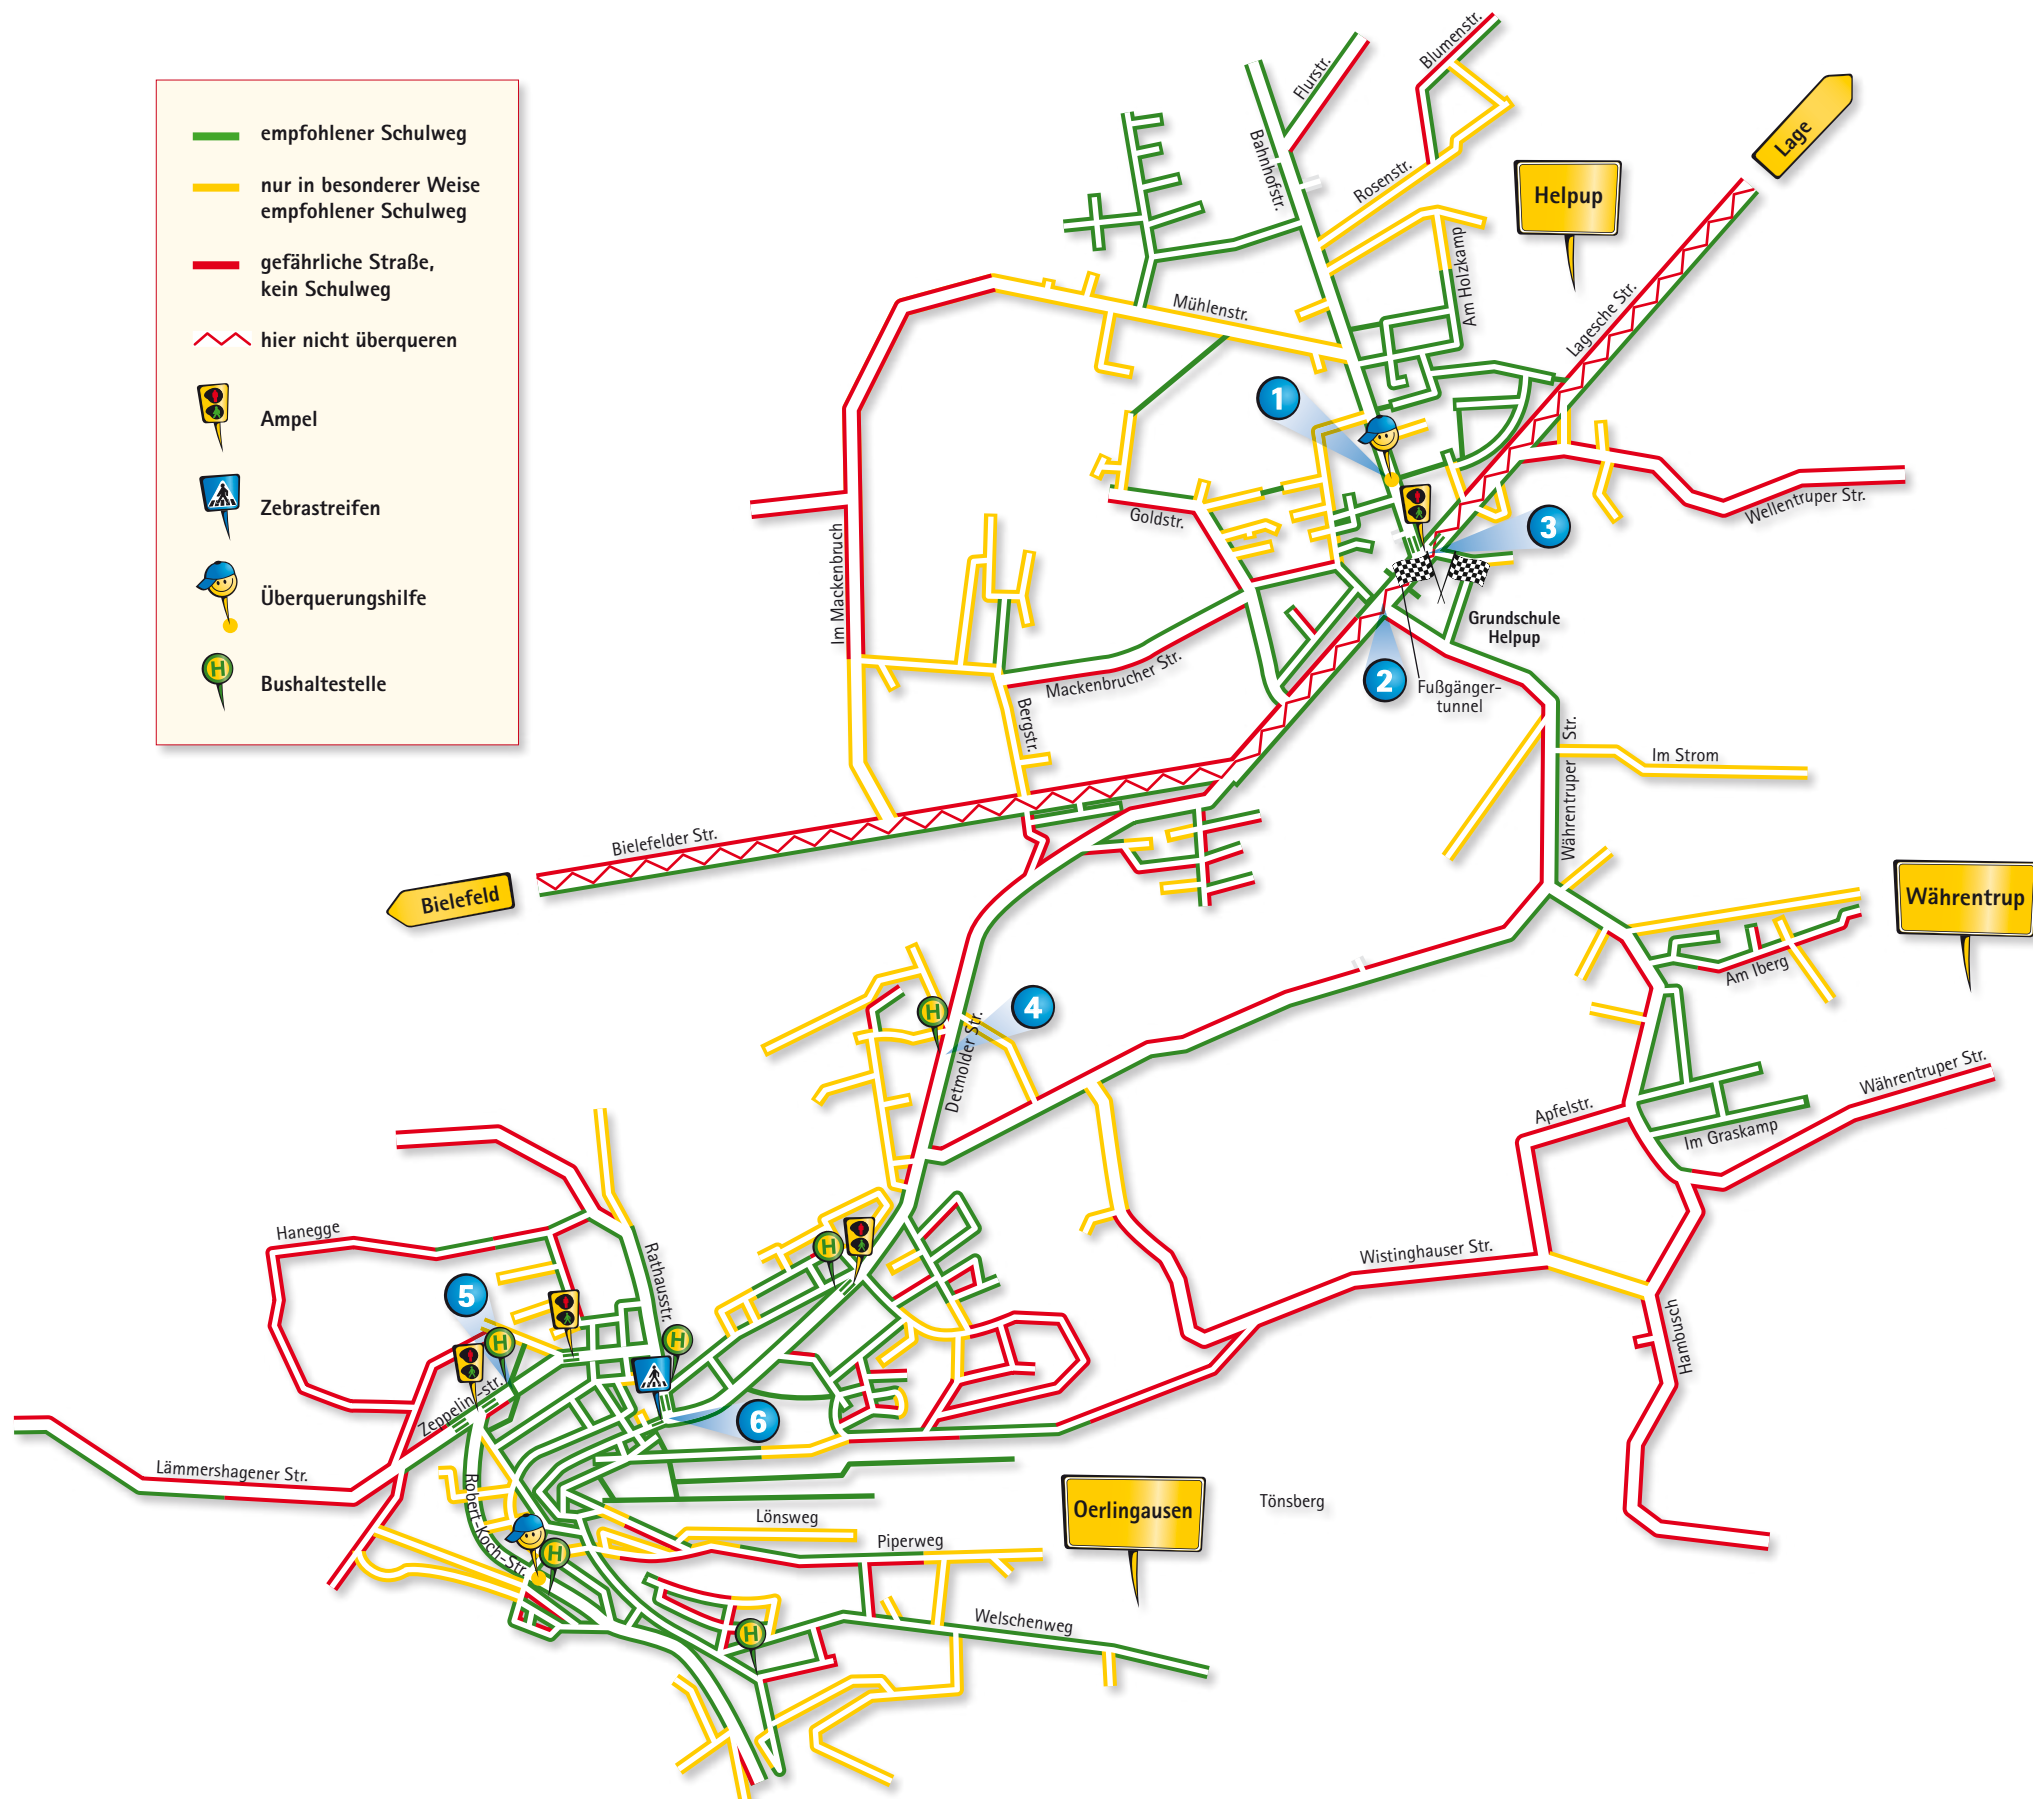 empfohlener Schulweg
nur in besonderer Weise
empfohlener Schulweg
gefährliche Straße,
kein Schulweg
hier nicht überqueren
Ampel
Zebrastreifen
Überquerungshilfe
H
Bushaltestelle
Blumenstr.
Flurstr.
Bahnhofstr.
Rosenstr.
Lage
Helpup
Am Holzkamp
Mühlenstr.
Lagesche Str.
1
Wellentruper Str.
Goldstr.
3
Im Mackenbruch
Grundschule
Helpup
Mackenbrucher Str.
2
Fußgänger-
tunnel
Bergstr.
Währentruper Str.
Im Strom
Bielefelder Str.
Bielefeld
Währentrup
Am Iberg
H
4
Detmolder Str.
Währentruper Str.
Apfelstr.
Im Graskamp
Hanegge
Rathausstr.
H
Wistinghauser Str.
5
H
H
Hambusch
Zeppelin-str.
6
Lämmershagener Str.
Robert-Koch-Str.
Oerlingausen
Tönsberg
Lönsweg
Piperweg
H
Welschenweg
H